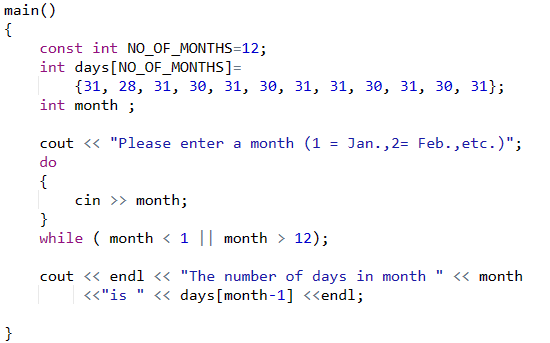 main()
{
    const int NO_OF_MONTHS=12;
    int days[NO_OF_MONTHS]=
        {31, 28, 31, 30, 31, 30, 31, 31, 30, 31, 30, 31};
    int month ;

    cout << "Please enter a month (1 = Jan.,2= Feb.,etc.)";
    do
    {
        cin >> month;
    }
    while ( month < 1 || month > 12);

    cout << endl << "The number of days in month " << month
         <<"is " << days[month-1] <<endl;

}